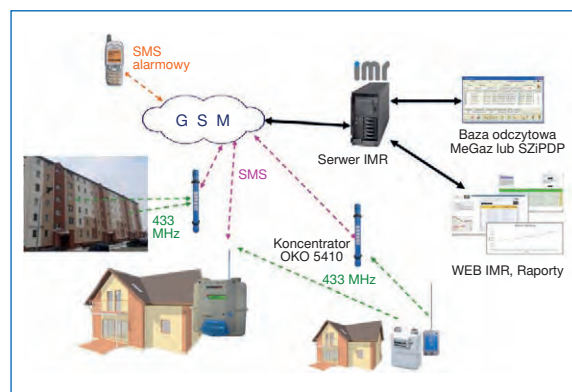 SMS
alarmowy
imr
G S M
Serwer IMR
Baza odczytowa
MeGaz lub SZiPDP
SMS
433
MHz
Koncentrator
OKO 5410
433 MHz
WEB IMR, Raporty